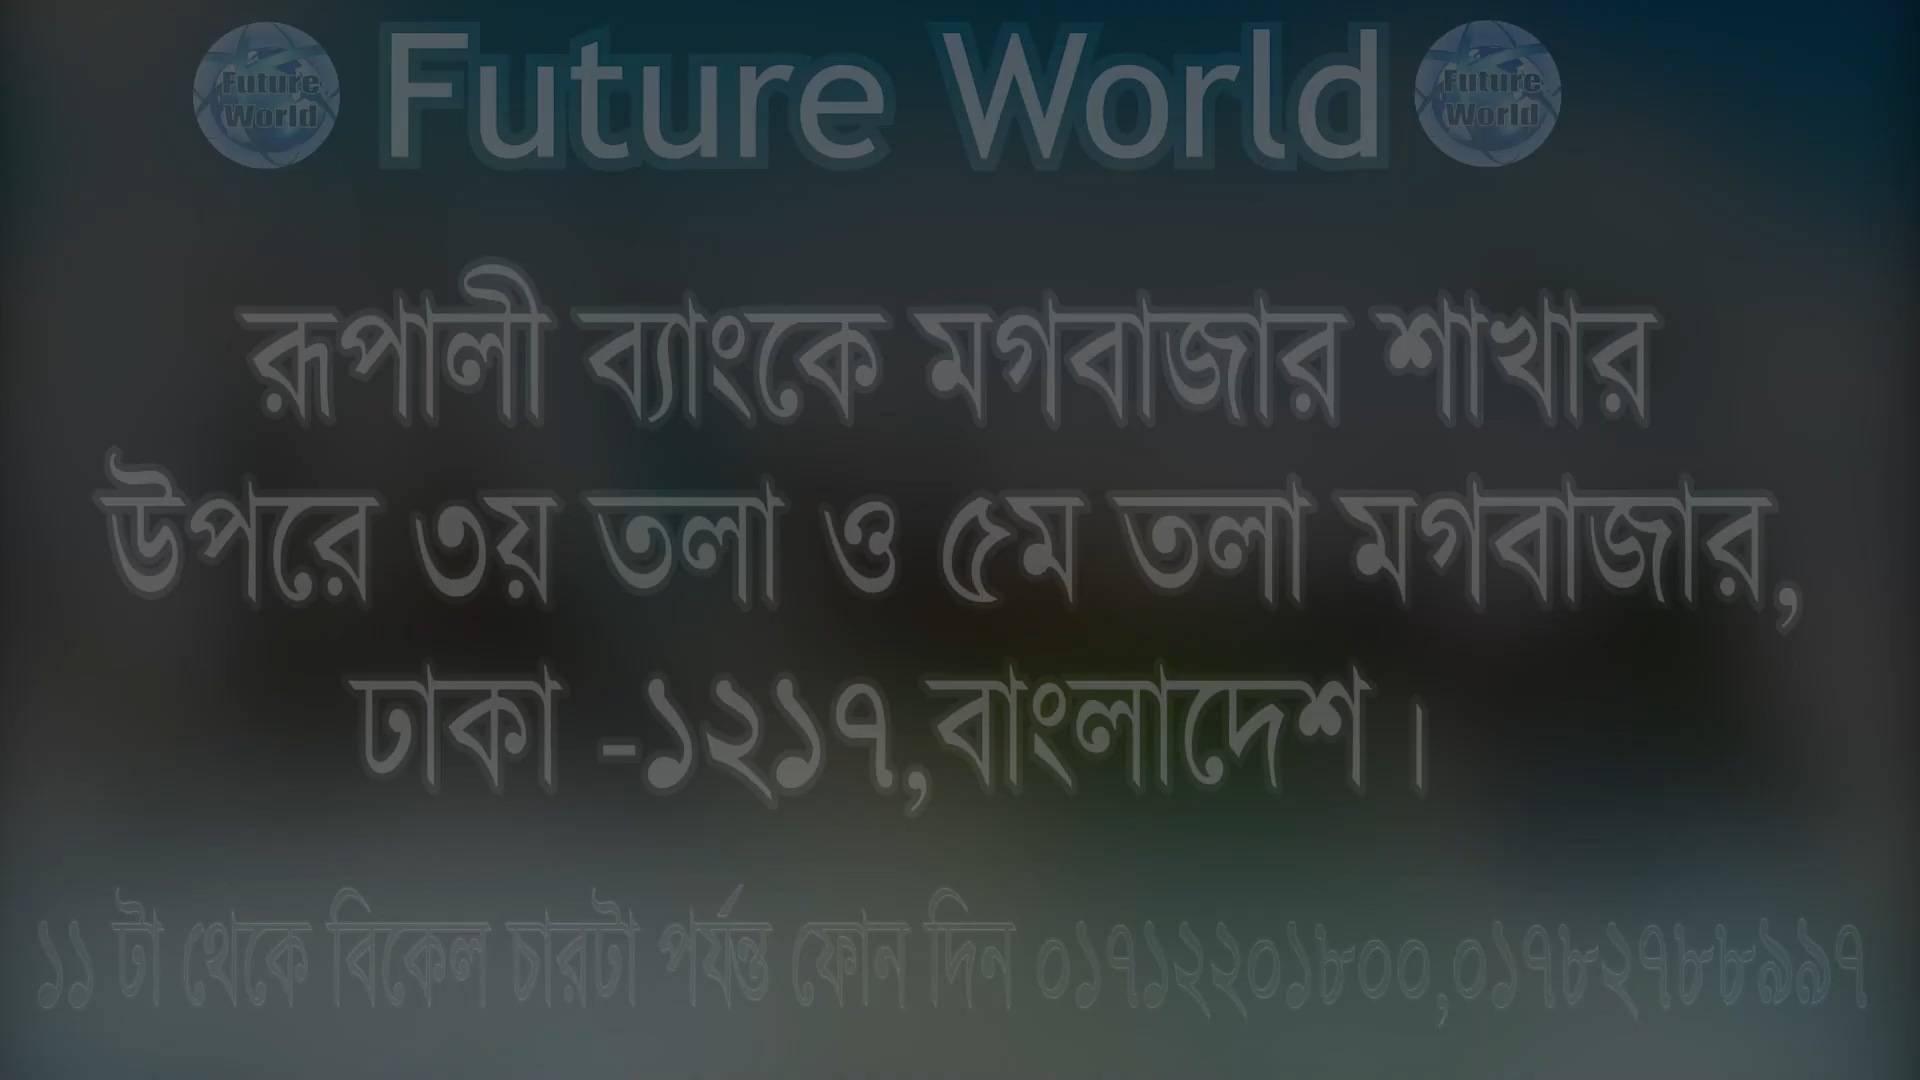 Future World Future World Future World
রূপালী ব্যাংকে মগবাজার শাখার
উপরে ৩য় তলা ও ৫ম তলা মগবাজার,
ঢাকা -১২১৭,বাংলাদেশ।
১১ টা থেকে বিকেল চারটা পর্যন্ত ফোন দিন ০১৭১২২০১৮০০,০১৭৮২৭৮৮৯৯৭